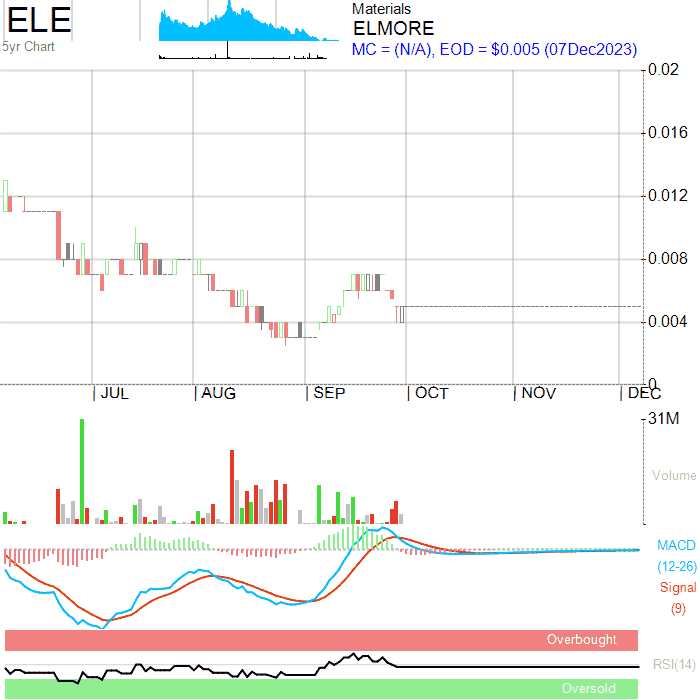 ELE
5yr Chart
Materials
ELMORE
MC = (N/A), EOD = $0.005 (07Dec2023)
0.02
0.016
0.012
0.008
0.004
0
JUL AUG SEP OCT NOV DEC
31M
Volume
MACD
(12-26)
Signal
(9)
Overbought
RSI(14)
Oversold